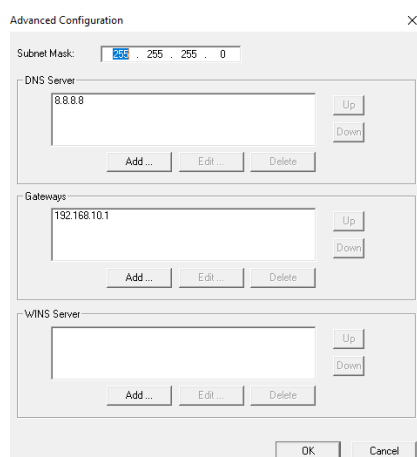 Advanced Configuration
Subnet Mask: 255 . 255 . 255 . 0
DNS Server
8.8.8.8
Up
Down
Add ... Edit ... Delete
Gateways
192.168.10.1
Up
Down
Add ... Edit ... Delete
WINS Server
Up
Down
Add ... Edit ... Delete
OK Cancel